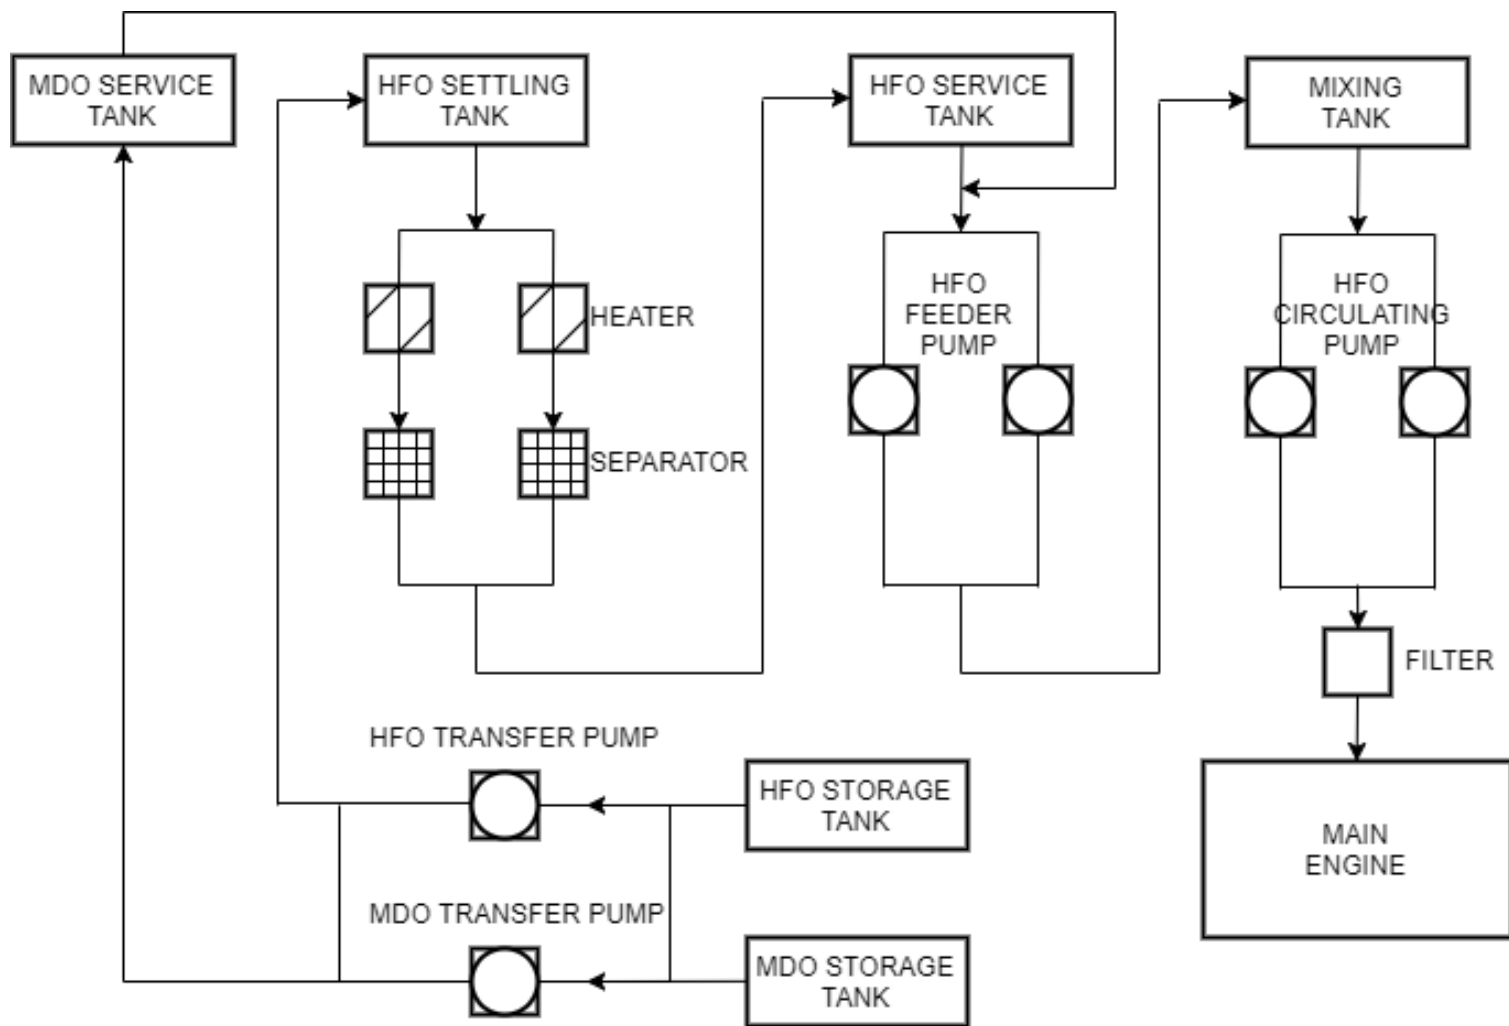 MDO SERVICE
TANK
HFO SETTLING
TANK
HFO SERVICE
TANK
MIXING
TANK
HEATER
SEPARATOR
HFO
FEEDER
PUMP
HFO
CIRCULATING
PUMP
FILTER
HFO TRANSFER PUMP
HFO STORAGE
TANK
MAIN
ENGINE
MDO TRANSFER PUMP
MDO STORAGE
TANK